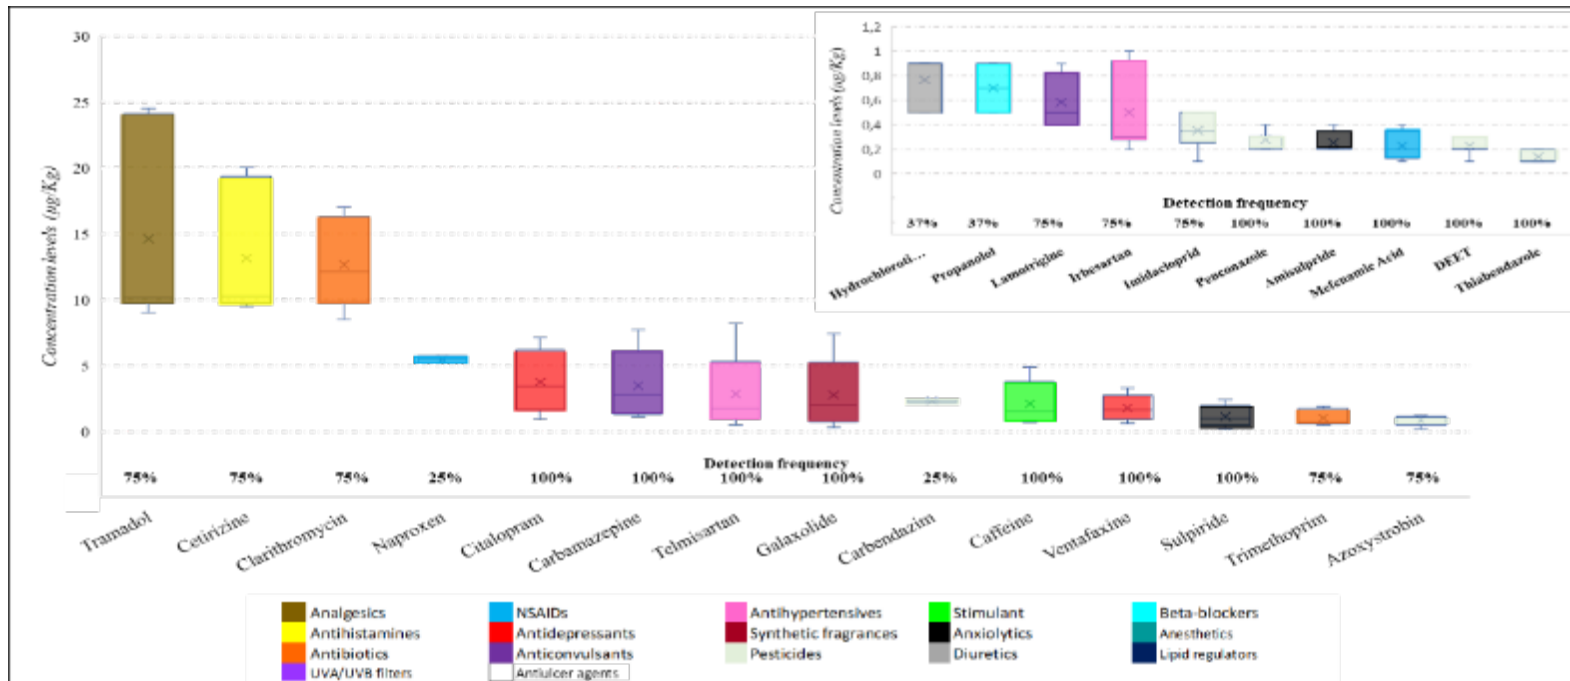 30
25
20
15
10
5
0
Concentration levels (µg/Kg)
1,2
1
0,8
0,6
0,4
0,2
0
Concentration levels (µg/Kg)
Detection frequency
37% 37% 75% 75% 75% 100% 100% 100% 100% 100%
Hydrochloroti... Propanolol Lamotrigine Irbesartan Imidacloprid Penconazole Amisulpride Mefenamic Acid DEET Thiabendazole
Detection frequency
75% 75% 75% 25% 100% 100% 100% 100% 25% 100% 100% 100% 75% 75%
Tramadol Cetirizine Clarithromycin Naproxen Citalopram Carbamazepine Telmisartan Galaxolide Carbendazim Caffeine Ventafaxine Sulpiride Trimethoprim Azoxystrobin
Analgesics NSAIDs Antihypertensives Stimulant Beta-blockers
Antihistamines Antidepressants Synthetic fragrances Anxiolytics Anesthetics
Antibiotics Anticonvulsants Pesticides Diuretics Lipid regulators
UVA/UVB filters Antiulcer agents